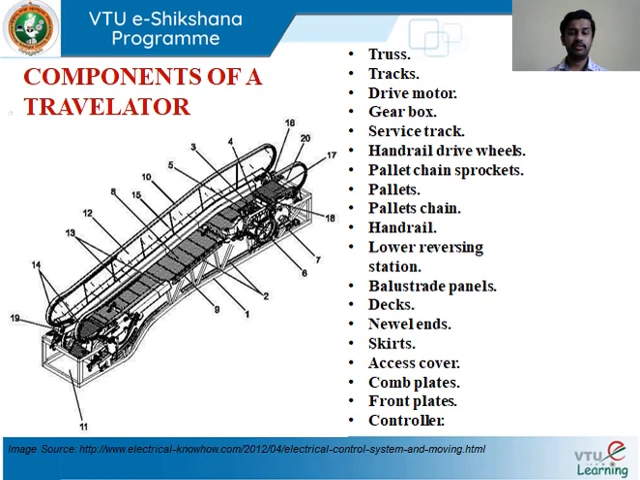 VTU e-Shikshana
Programme
COMPONENTS OF A
TRAVELATOR
16
4
20
3
17
5
10
15
8
12
13
18
14
7
6
2
9
1
19
11
• Truss.
• Tracks.
• Drive motor.
• Gear box.
• Service track.
• Handrail drive wheels.
• Pallet chain sprockets.
• Pallets.
• Pallets chain.
• Handrail.
• Lower reversing
station.
• Balustrade panels.
• Decks.
• Newel ends.
• Skirts.
• Access cover.
• Comb plates.
• Front plates.
• Controller.
Image Source: http://www.electrical-knowhow.com/2012/04/electrical-control-system-and-moving.html
VTU e
Learning